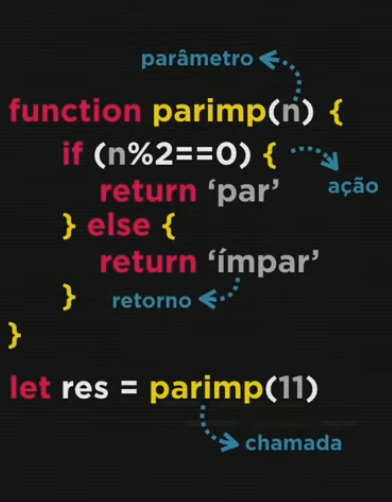 parâmetro
function parimp(n) {
if (n%2==0) {
return ‘par’ ação
} else {
return ‘ímpar’
} retorno
}
let res = parimp(11)
chamada